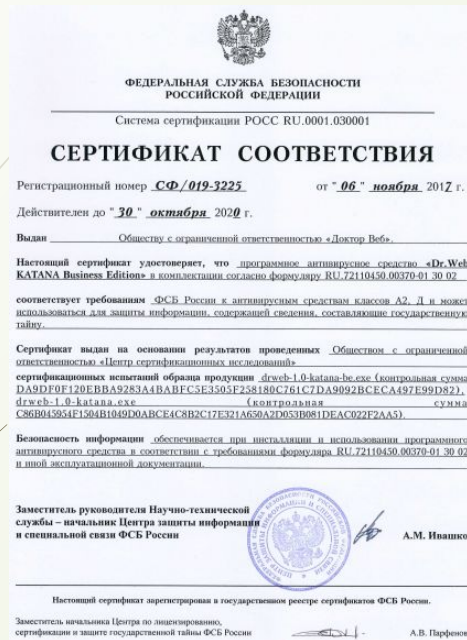 ФЕДЕРАЛЬНАЯ СЛУЖБА БЕЗОПАСНОСТИ
РОССИЙСКОЙ ФЕДЕРАЦИИ
Система сертификации РОСС RU.0001.030001
СЕРТИФИКАТ СООТВЕТСТВИЯ
Регистрационный номер СФ/019-3225 от "06" ноября 2017 г.
Действителен до "30" октября 2020 г.
Выдан Обществу с ограниченной ответственностью «Доктор Веб».
Настоящий сертификат удостоверяет, что программное антивирусное средство «Dr.Web
KATANA Business Edition» в комплектации согласно формуляру RU.72110450.00370-01 30 02
соответствует требованиям ФСБ России к антивирусным средствам классов А2, Д и может
использоваться для защиты информации, содержащей сведения, составляющие государственную
тайну.
Сертификат выдан на основании результатов проведенных Обществом с ограниченной
ответственностью «Центр сертификационных исследований»
сертификационных испытаний образца продукции drweb-1.0-katana-be.exe (контрольная сумма
DA9DF0F120EBBA9283A4BABFC5E3505F258180C761C7DA9092BCECA497E99D82),
drweb-1.0-katana.exe (контрольная сумма
C86B045954F1504B1049D0ABCE4C8B2C17E321A650A2D053B081DEAC022F2AA5).
Безопасность информации обеспечивается при инсталляции и использовании программного
антивирусного средства в соответствии с требованиями формуляра RU.72110450.00370-01 30 02
и иной эксплуатационной документации.
Заместитель руководителя Научно-технической
службы – начальник Центра защиты информации
и специальной связи ФСБ России
А.М. Ивашко
Настоящий сертификат зарегистрирован в государственном реестре сертификатов ФСБ России.
Заместитель начальника Центра по лицензированию,
сертификации и защите государственной тайны ФСБ России А.В. Парфенов